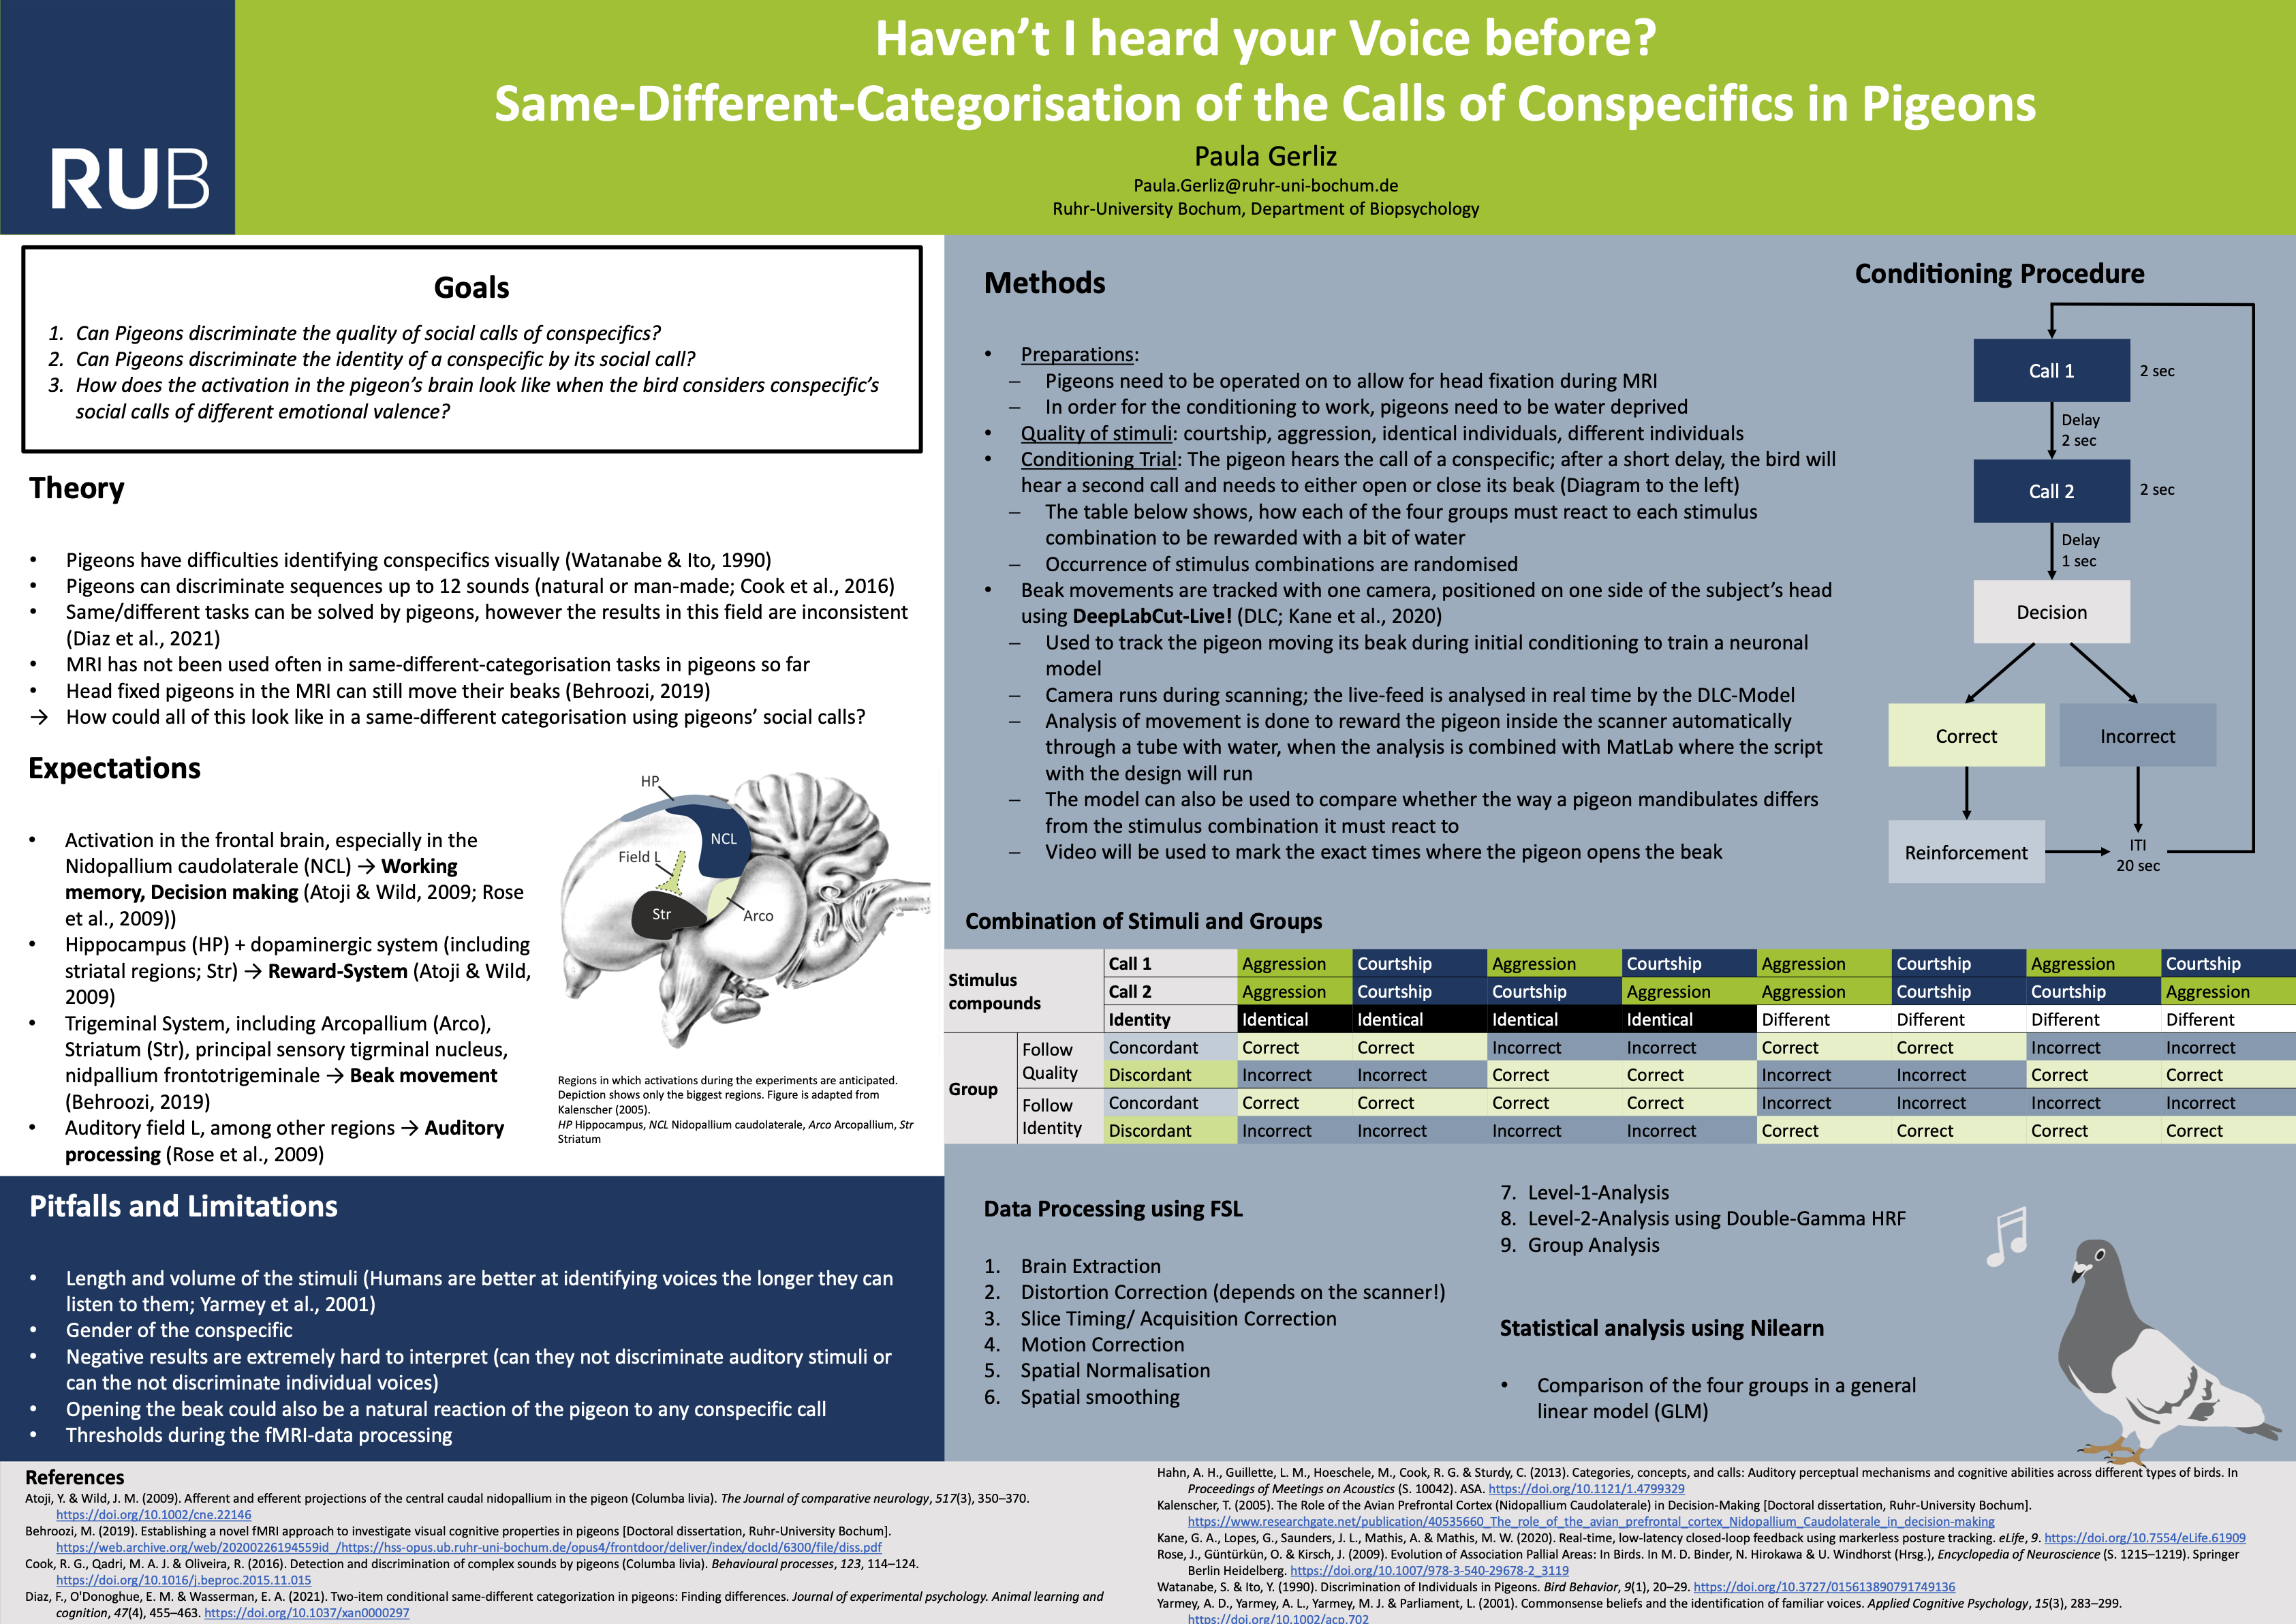 RUB
Haven’t I heard your Voice before?
Same-Different-Categorisation of the Calls of Conspecifics in Pigeons
Paula Gerliz
Paula.Gerliz@ruhr-uni-bochum.de
Ruhr-University Bochum, Department of Biopsychology
Goals
1. Can Pigeons discriminate the quality of social calls of conspecifics?
2. Can Pigeons discriminate the identity of a conspecific by its social call?
3. How does the activation in the pigeon’s brain look like when the bird considers conspecific’s
social calls of different emotional valence?
Theory
• Pigeons have difficulties identifying conspecifics visually (Watanabe & Ito, 1990)
• Pigeons can discriminate sequences up to 12 sounds (natural or man-made; Cook et al., 2016)
• Same/different tasks can be solved by pigeons, however the results in this field are inconsistent
(Diaz et al., 2021)
• MRI has not been used often in same-different-categorisation tasks in pigeons so far
• Head fixed pigeons in the MRI can still move their beaks (Behroozi, 2019)
→ How could all of this look like in a same-different categorisation using pigeons’ social calls?
Expectations
• Activation in the frontal brain, especially in the
Nidopallium caudolaterale (NCL) → Working
memory, Decision making (Atoji & Wild, 2009; Rose
et al., 2009))
• Hippocampus (HP) + dopaminergic system (including
striatal regions; Str) → Reward-System (Atoji & Wild,
2009)
• Trigeminal System, including Arcopallium (Arco),
Striatum (Str), principal sensory tigrminal nucleus,
nidpallium frontotrigeminale → Beak movement
(Behroozi, 2019)
• Auditory field L, among other regions → Auditory
processing (Rose et al., 2009)
HP
NCL
Field L
Str
Arco
Regions in which activations during the experiments are anticipated.
Depiction shows only the biggest regions. Figure is adapted from
Kalenscher (2005).
HP Hippocampus, NCL Nidopallium caudolaterale, Arco Arcopallium, Str
Striatum
Pitfalls and Limitations
• Length and volume of the stimuli (Humans are better at identifying voices the longer they can
listen to them; Yarmey et al., 2001)
• Gender of the conspecific
• Negative results are extremely hard to interpret (can they not discriminate auditory stimuli or
can the not discriminate individual voices)
• Opening the beak could also be a natural reaction of the pigeon to any conspecific call
• Thresholds during the fMRI-data processing
Methods
• Preparations:
– Pigeons need to be operated on to allow for head fixation during MRI
– In order for the conditioning to work, pigeons need to be water deprived
• Quality of stimuli: courtship, aggression, identical individuals, different individuals
• Conditioning Trial: The pigeon hears the call of a conspecific; after a short delay, the bird will
hear a second call and needs to either open or close its beak (Diagram to the left)
– The table below shows, how each of the four groups must react to each stimulus
combination to be rewarded with a bit of water
– Occurrence of stimulus combinations are randomised
• Beak movements are tracked with one camera, positioned on one side of the subject’s head
using DeepLabCut-Live! (DLC; Kane et al., 2020)
– Used to track the pigeon moving its beak during initial conditioning to train a neuronal
model
– Camera runs during scanning; the live-feed is analysed in real time by the DLC-Model
– Analysis of movement is done to reward the pigeon inside the scanner automatically
through a tube with water, when the analysis is combined with MatLab where the script
with the design will run
– The model can also be used to compare whether the way a pigeon mandibulates differs
from the stimulus combination it must react to
– Video will be used to mark the exact times where the pigeon opens the beak
Conditioning Procedure
Call 1 2 sec
Delay
2 sec
Call 2 2 sec
Delay
1 sec
Decision
Correct Incorrect
Reinforcement ITI
20 sec
Combination of Stimuli and Groups
Stimulus
compounds
Call 1 Aggression Courtship Aggression Courtship Aggression Courtship Aggression Courtship
Call 2 Aggression Courtship Courtship Aggression Aggression Courtship Courtship Aggression
Identity Identical Identical Identical Identical Different Different Different Different
Group
Follow
Quality
Concordant Correct Correct Incorrect Incorrect Correct Correct Incorrect Incorrect
Discordant Incorrect Incorrect Correct Correct Incorrect Incorrect Correct Correct
Follow
Identity
Concordant Correct Correct Correct Correct Incorrect Incorrect Incorrect Incorrect
Discordant Incorrect Incorrect Incorrect Incorrect Correct Correct Correct Correct
Data Processing using FSL
1. Brain Extraction
2. Distortion Correction (depends on the scanner!)
3. Slice Timing/ Acquisition Correction
4. Motion Correction
5. Spatial Normalisation
6. Spatial smoothing
7. Level-1-Analysis
8. Level-2-Analysis using Double-Gamma HRF
9. Group Analysis
Statistical analysis using Nilearn
• Comparison of the four groups in a general
linear model (GLM)
References
Atoji, Y. & Wild, J. M. (2009). Afferent and efferent projections of the central caudal nidopallium in the pigeon (Columba livia). The Journal of comparative neurology, 517(3), 350–370.
https://doi.org/10.1002/cne.22146
Behroozi, M. (2019). Establishing a novel fMRI approach to investigate visual cognitive properties in pigeons [Doctoral dissertation, Ruhr-University Bochum].
https://web.archive.org/web/20200226194559id_/https://hss-opus.ub.ruhr-uni-bochum.de/opus4/frontdoor/deliver/index/docId/6300/file/diss.pdf
Cook, R. G., Qadri, M. A. J. & Oliveira, R. (2016). Detection and discrimination of complex sounds by pigeons (Columba livia). Behavioural processes, 123, 114–124.
https://doi.org/10.1016/j.beproc.2015.11.015
Diaz, F., O'Donoghue, E. M. & Wasserman, E. A. (2021). Two-item conditional same-different categorization in pigeons: Finding differences. Journal of experimental psychology. Animal learning and
cognition, 47(4), 455–463. https://doi.org/10.1037/xan0000297
Hahn, A. H., Guillette, L. M., Hoeschele, M., Cook, R. G. & Sturdy, C. (2013). Categories, concepts, and calls: Auditory perceptual mechanisms and cognitive abilities across different types of birds. In
Proceedings of Meetings on Acoustics (S. 10042). ASA. https://doi.org/10.1121/1.4799329
Kalenscher, T. (2005). The Role of the Avian Prefrontal Cortex (Nidopallium Caudolaterale) in Decision-Making [Doctoral dissertation, Ruhr-University Bochum].
https://www.researchgate.net/publication/40535660_The_role_of_the_avian_prefrontal_cortex_Nidopallium_Caudolaterale_in_decision-making
Kane, G. A., Lopes, G., Saunders, J. L., Mathis, A. & Mathis, M. W. (2020). Real-time, low-latency closed-loop feedback using markerless posture tracking. eLife, 9. https://doi.org/10.7554/eLife.61909
Rose, J., Güntürkün, O. & Kirsch, J. (2009). Evolution of Association Pallial Areas: In Birds. In M. D. Binder, N. Hirokawa & U. Windhorst (Hrsg.), Encyclopedia of Neuroscience (S. 1215–1219). Springer
Berlin Heidelberg. https://doi.org/10.1007/978-3-540-29678-2_3119
Watanabe, S. & Ito, Y. (1990). Discrimination of Individuals in Pigeons. Bird Behavior, 9(1), 20–29. https://doi.org/10.3727/015613890791749136
Yarmey, A. D., Yarmey, A. L., Yarmey, M. J. & Parliament, L. (2001). Commonsense beliefs and the identification of familiar voices. Applied Cognitive Psychology, 15(3), 283–299.
https://doi.org/10.1002/acp.702